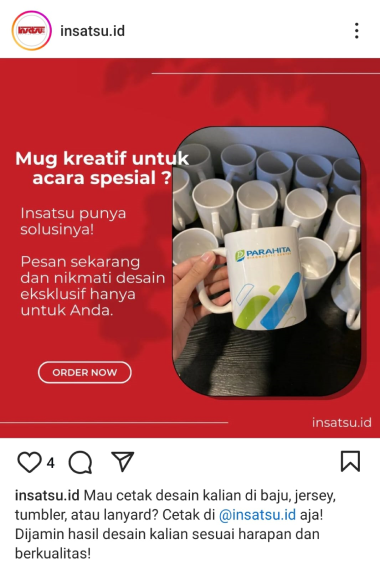 insatsu
insatsu.id
Mug kreatif untuk
acara spesial ?
Insatsu punya
solusinya!
Pesan sekarang
dan nikmati desain
eksklusif hanya
untuk Anda.
ORDER NOW
PARAHITA
insatsu.id
4
insatsu.id Mau cetak desain kalian di baju, jersey,
tumbler, atau lanyard? Cetak di @insatsu.id aja!
Dijamin hasil desain kalian sesuai harapan dan
berkualitas!